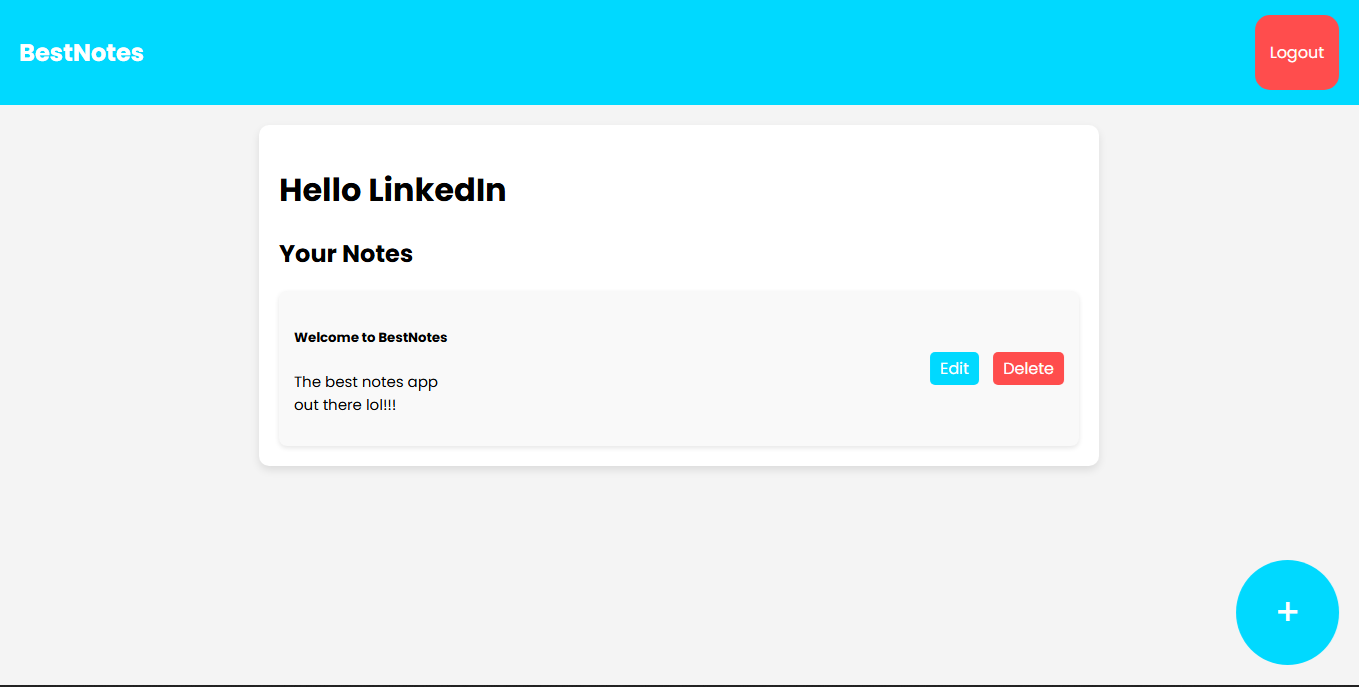 BestNotes
Logout
Hello LinkedIn
Your Notes
Welcome to BestNotes
The best notes app
out there lol!!!
Edit
Delete
+